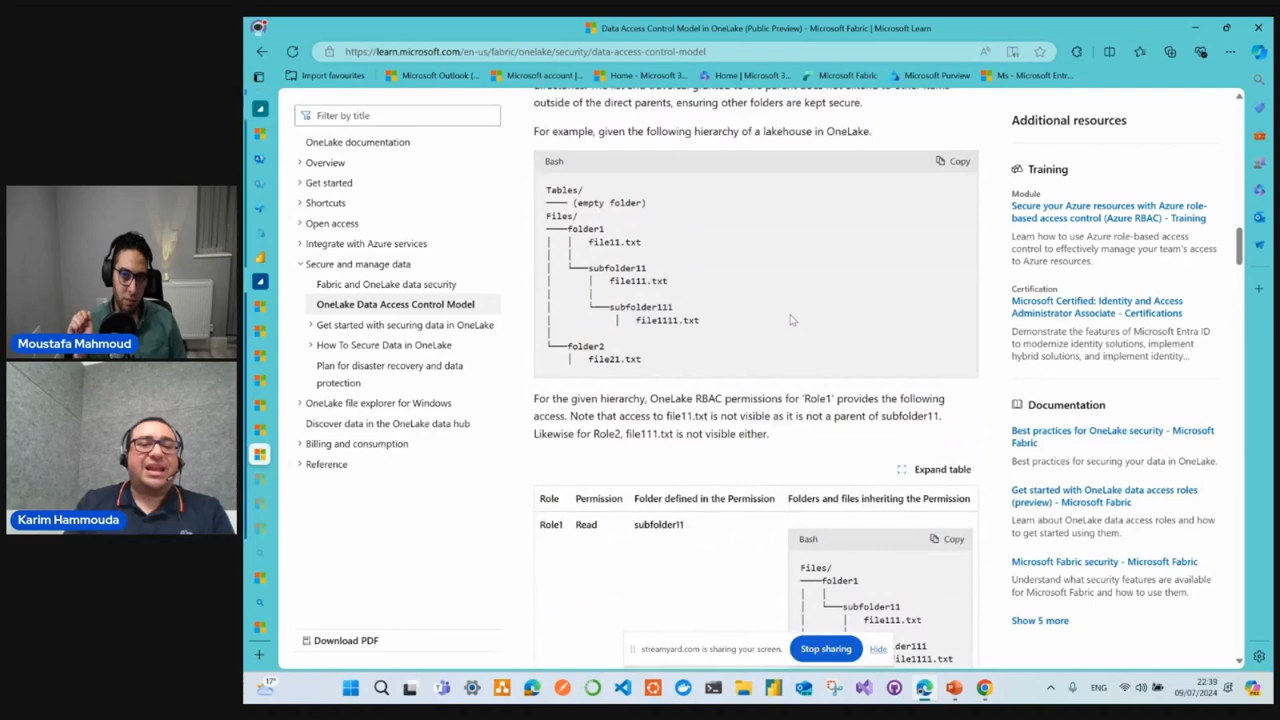 Data Access Control Model in OneLake (Public Preview) - Microsoft Fabric | Microsoft Learn
https://learn.microsoft.com/en-us/fabric/onelake/security/data-access-control-model
Import favourites
Microsoft Outlook (...
Microsoft account |...
Home - Microsoft 3...
Home | Microsoft 3...
Microsoft Fabric
Microsoft Purview
Ms - Microsoft Entr...
Filter by title
OneLake documentation
Overview
Get started
Shortcuts
Open access
Integrate with Azure services
Secure and manage data
Fabric and OneLake data security
OneLake Data Access Control Model
Get started with securing data in OneLake
How To Secure Data in OneLake
Plan for disaster recovery and data
protection
OneLake file explorer for Windows
Discover data in the OneLake data hub
Billing and consumption
Reference
Download PDF
outside of the direct parents, ensuring other folders are kept secure.
For example, given the following hierarchy of a lakehouse in OneLake.
Bash
Copy
Tables/
──── (empty folder)
Files/
────folder1
│   │   file11.txt
│   │
│   └───subfolder11
│       │   file111.txt
│       │
│       └───subfolder111
│           │   file1111.txt
│
└───folder2
    │   file21.txt
For the given hierarchy, OneLake RBAC permissions for 'Role1' provides the following
access. Note that access to file11.txt is not visible as it is not a parent of subfolder11.
Likewise for Role2, file111.txt is not visible either.
Expand table
Role Permission Folder defined in the Permission Folders and files inheriting the Permission
Role1 Read subfolder11
Bash
Copy
Files/
────folder1
│   │
│   └───subfolder11
│       │   file111.txt
Additional resources
Training
Module
Secure your Azure resources with Azure role-
based access control (Azure RBAC) - Training
Learn how to use Azure role-based access
control to effectively manage your team's access
to Azure resources.
Certification
Microsoft Certified: Identity and Access
Administrator Associate - Certifications
Demonstrate the features of Microsoft Entra ID
to modernize identity solutions, implement
hybrid solutions, and implement identity...
Documentation
Best practices for OneLake security - Microsoft
Fabric
Best practices for securing your data in OneLake.
Get started with OneLake data access roles
(preview) - Microsoft Fabric
Learn about OneLake data access roles and how
to get started using them.
Microsoft Fabric security - Microsoft Fabric
Understand what security features are available
for Microsoft Fabric and how to use them.
Show 5 more
streamyard.com is sharing your screen.
Stop sharing
Hide
Moustafa Mahmoud
Karim Hammouda
17°
ENG
22:39
09/07/2024